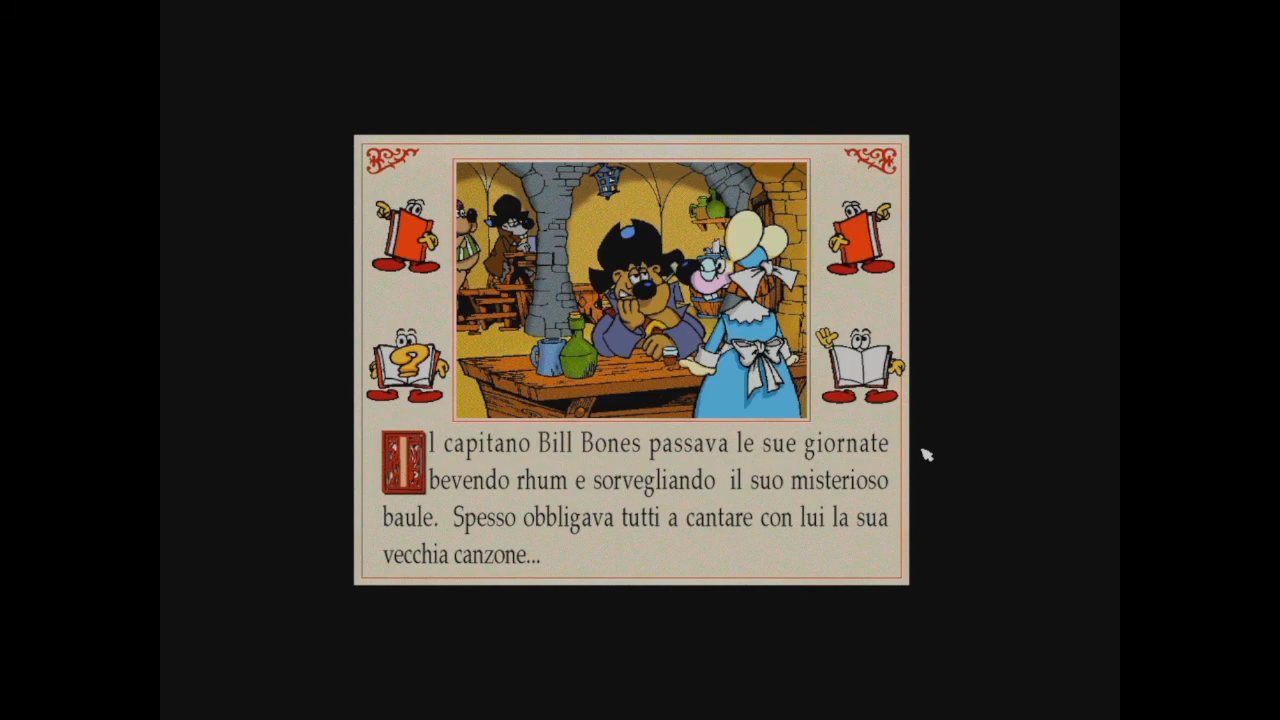 Il capitano Bill Bones passava le sue giornate
bevendo rhum e sorvegliando il suo misterioso
baule. Spesso obbligava tutti a cantare con lui la sua
vecchia canzone...
?